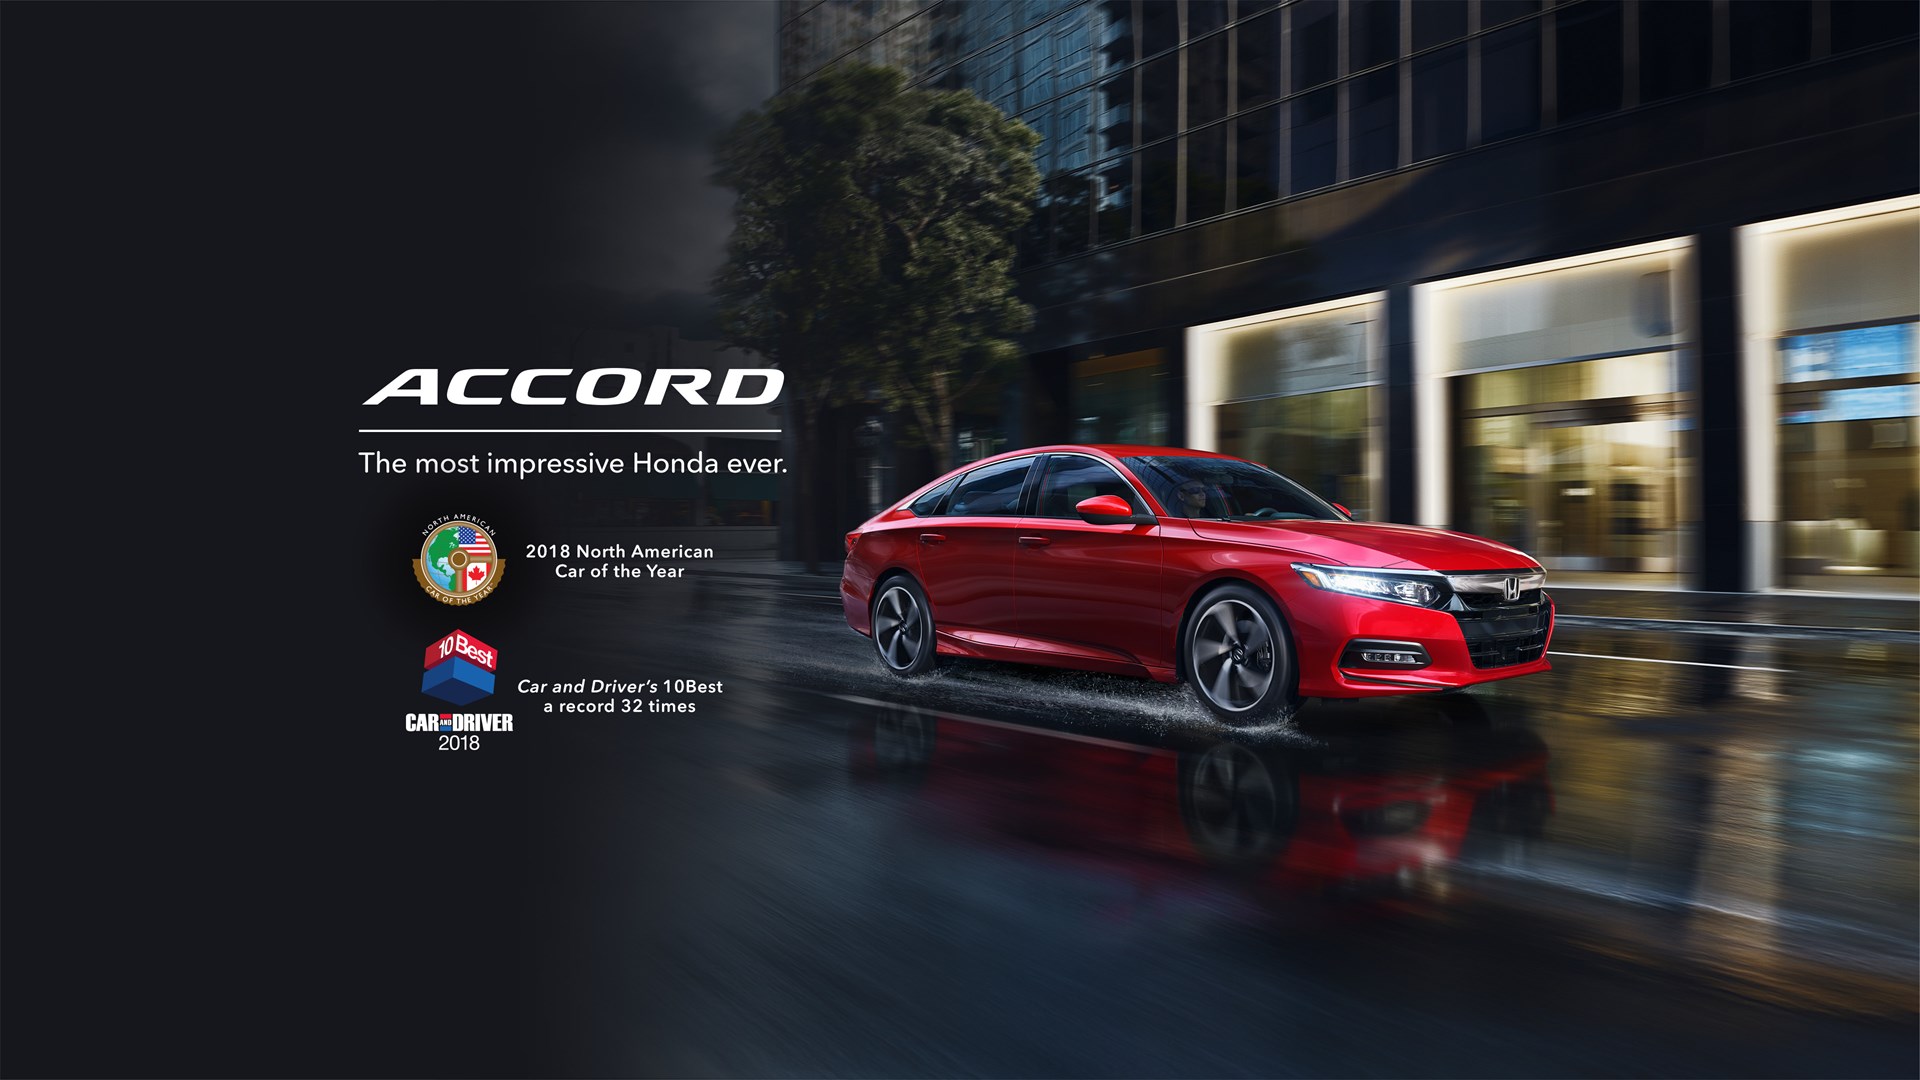 ACCORD
The most impressive Honda ever.
NORTH AMERICAN
CAR OF THE YEAR
2018 North American
Car of the Year
10Best
CAR AND DRIVER
2018
Car and Driver's 10Best
a record 32 times